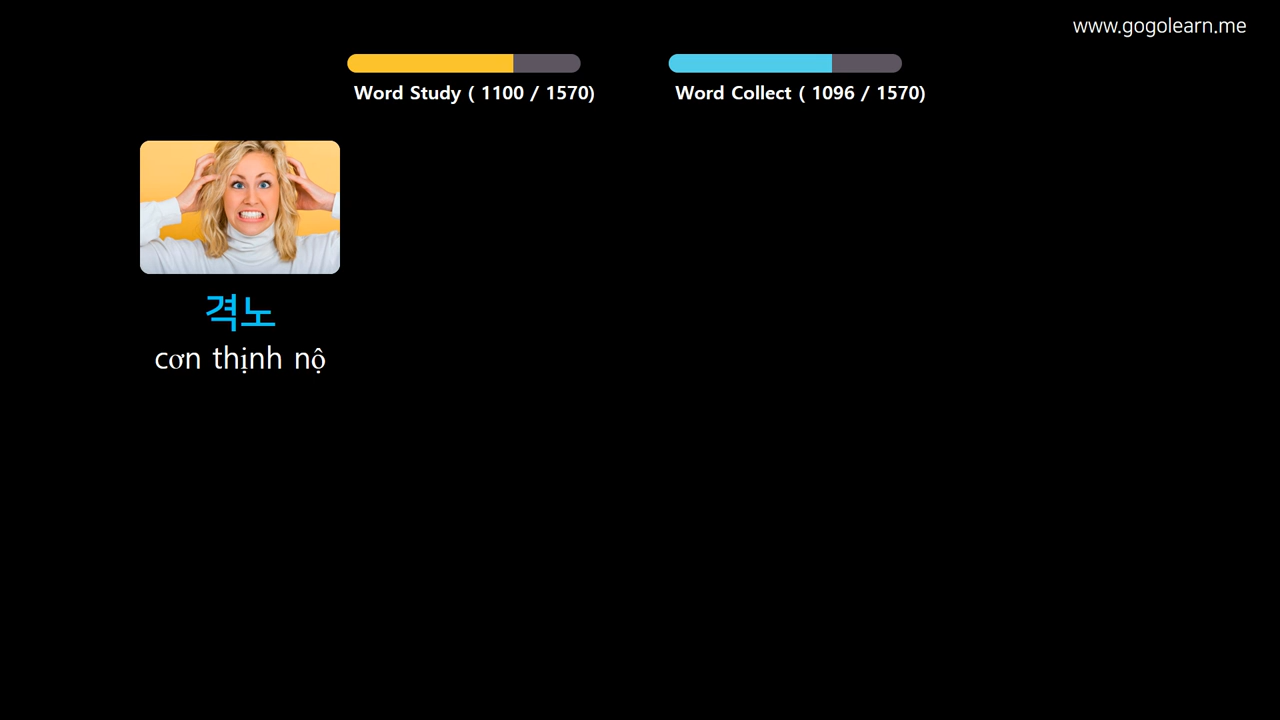 www.gogolearn.me
Word Study ( 1100 / 1570)
Word Collect ( 1096 / 1570)
격노
cơn thịnh nộ